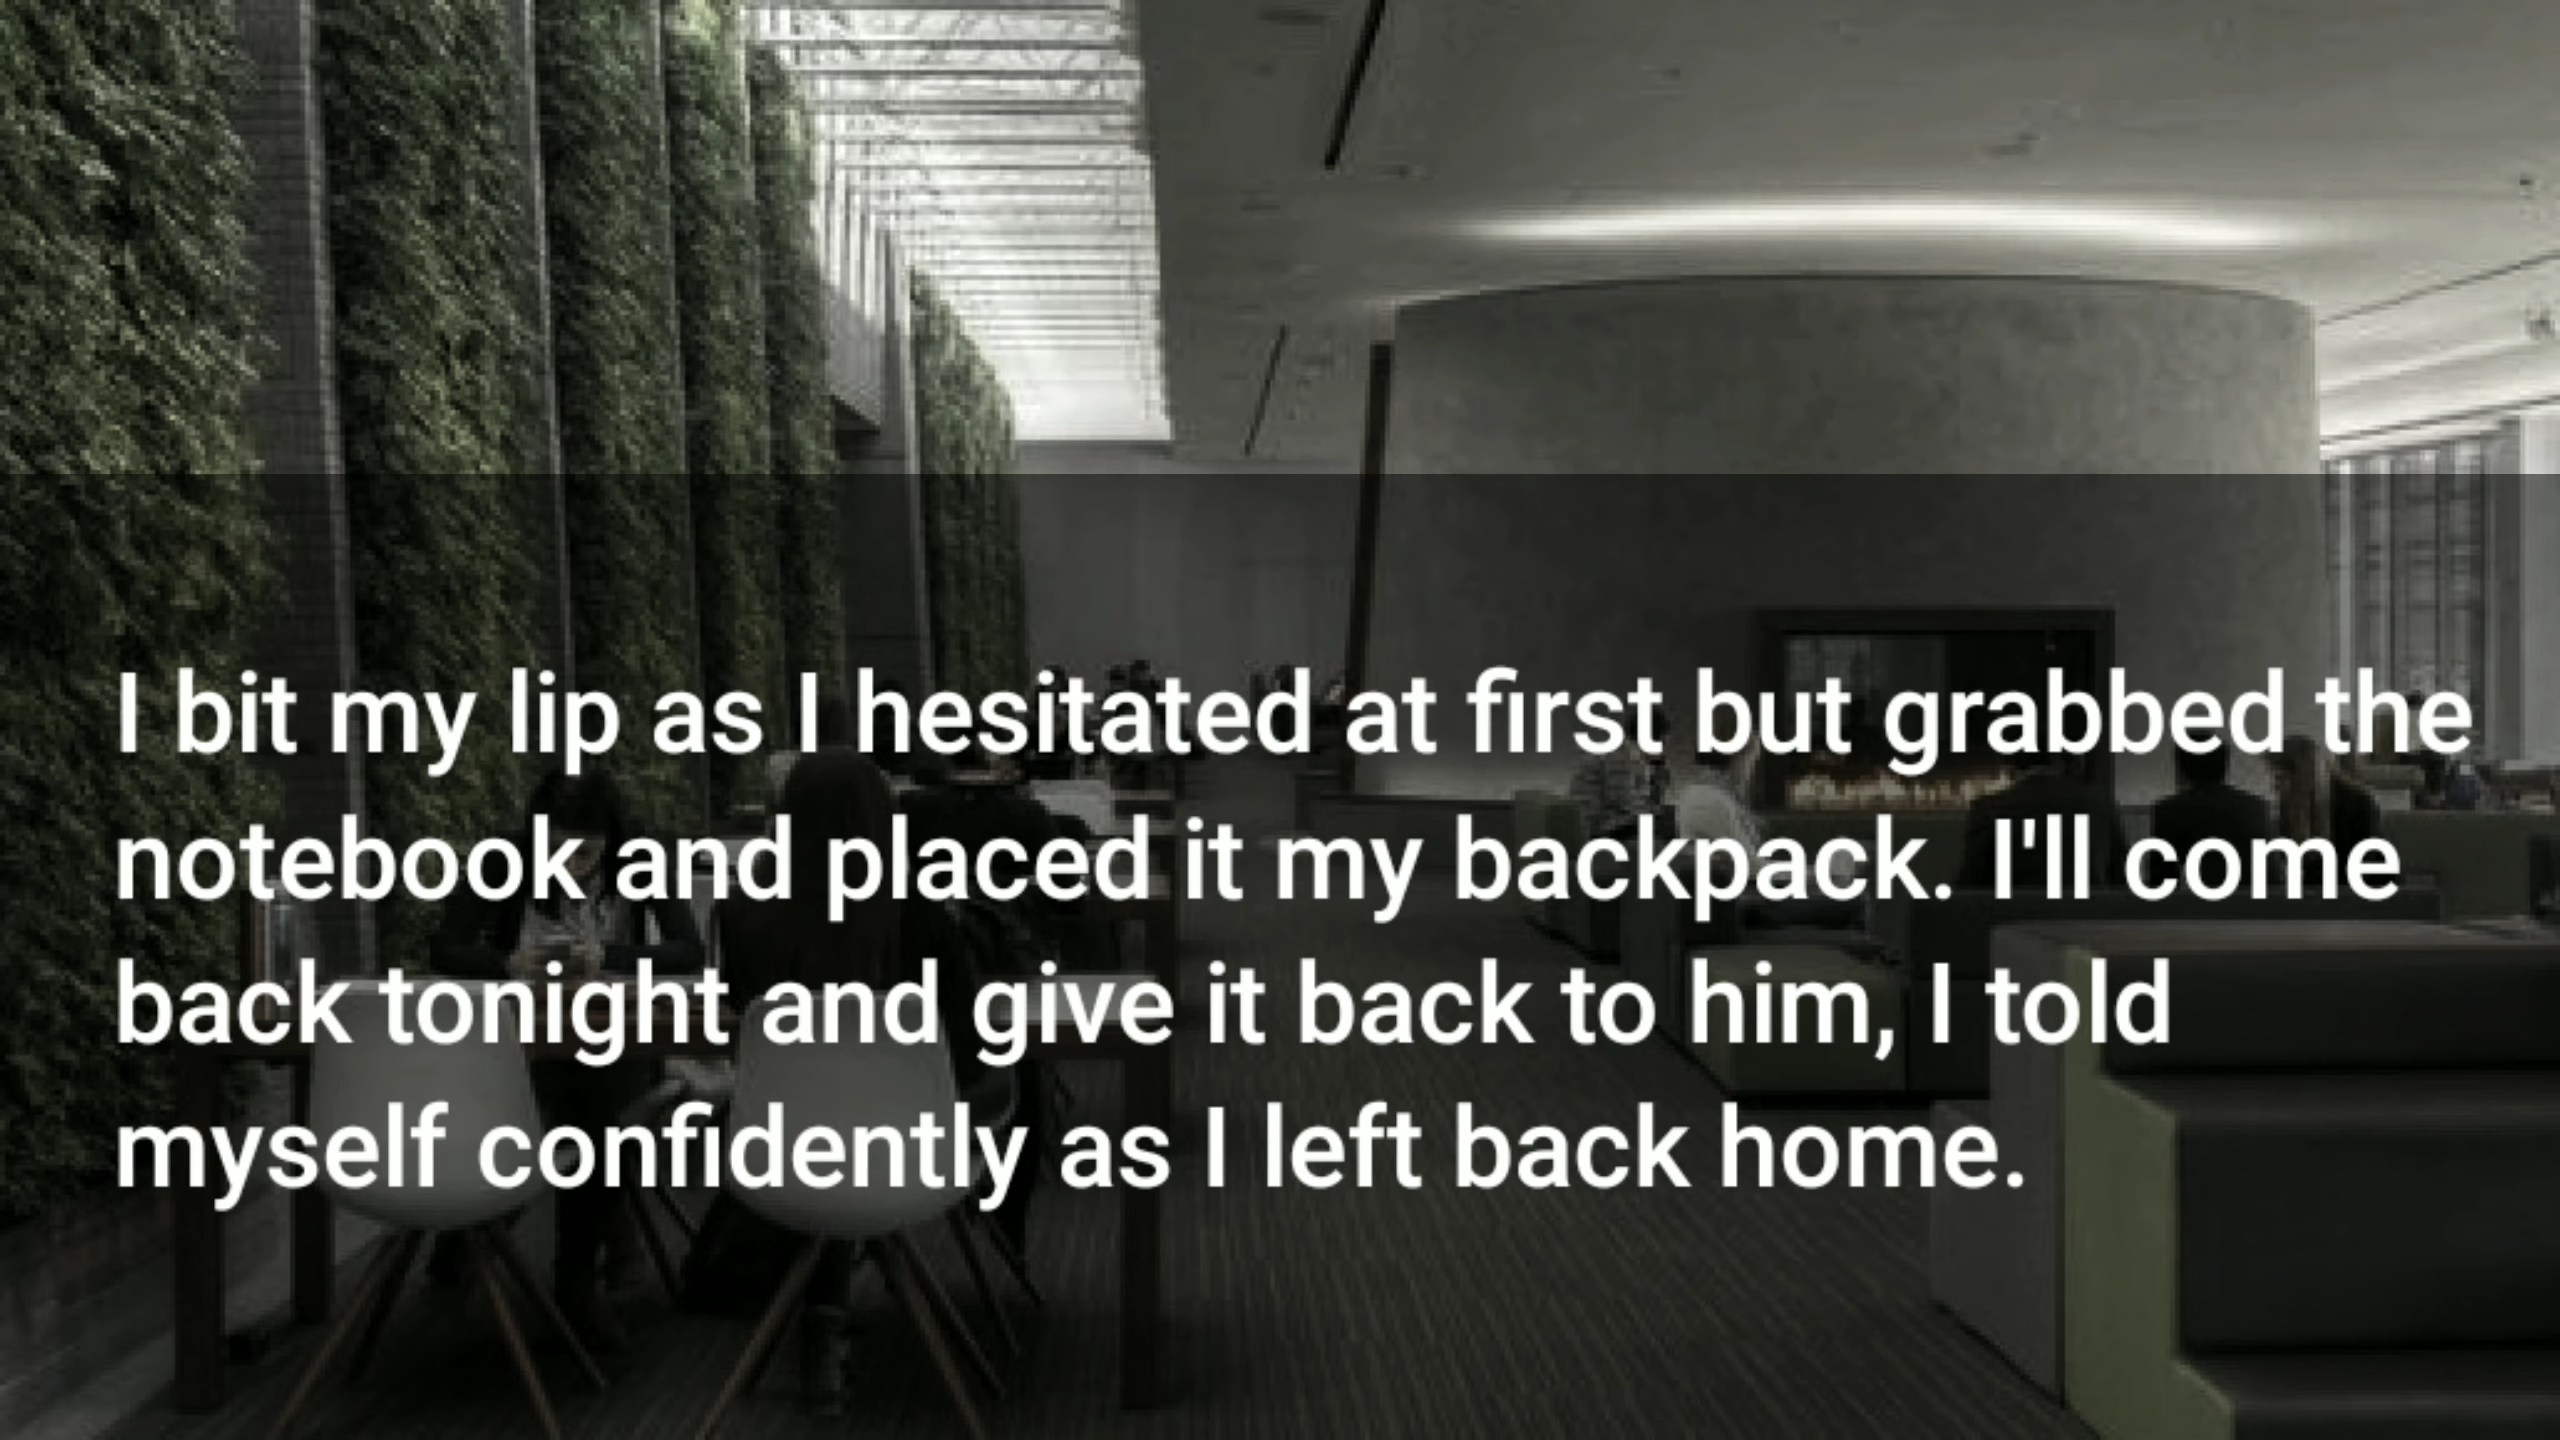 I bit my lip as I hesitated at first but grabbed the
notebook and placed it my backpack. I'll come
back tonight and give it back to him, I told
myself confidently as I left back home.